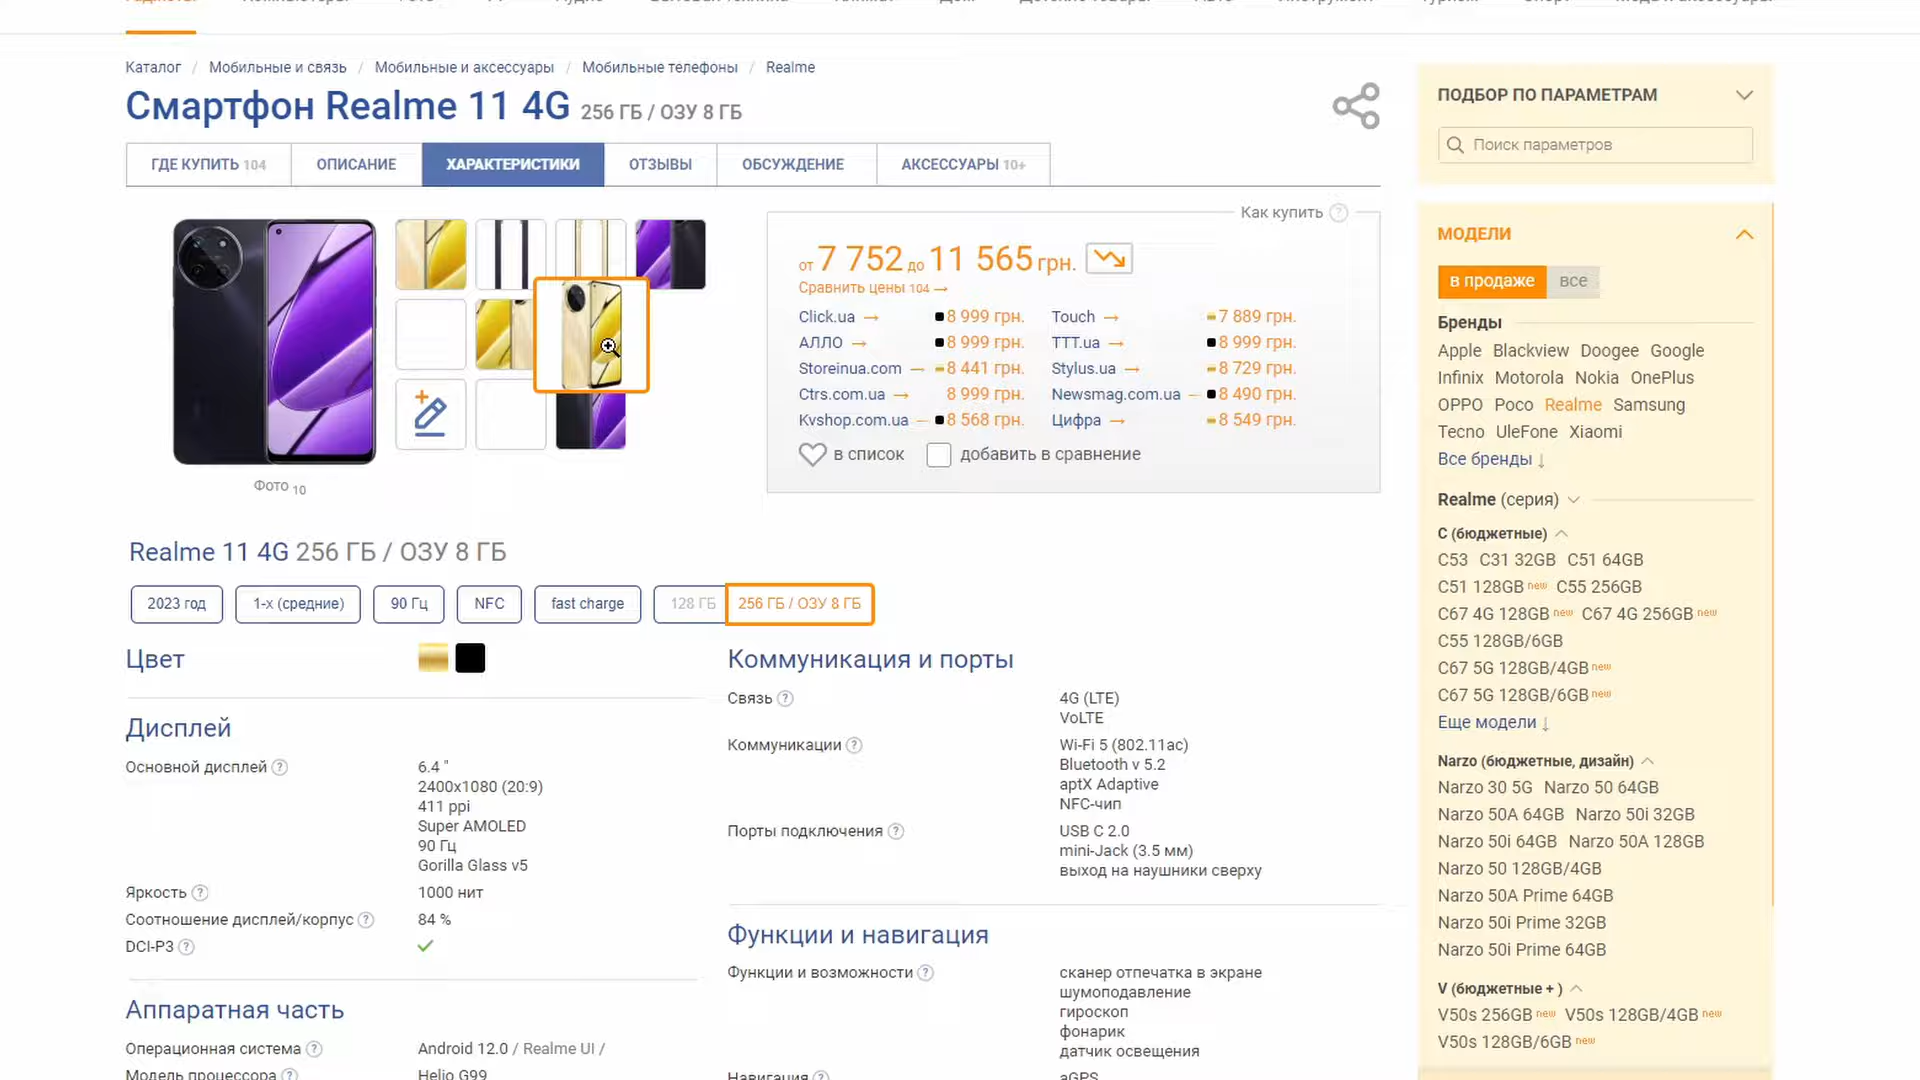 Каталог / Мобильные и связь / Мобильные и аксессуары / Мобильные телефоны / Realme
Смартфон Realme 11 4G 256 ГБ / ОЗУ 8 ГБ
ГДЕ КУПИТЬ 104 ОПИСАНИЕ ХАРАКТЕРИСТИКИ ОТЗЫВЫ ОБСУЖДЕНИЕ АКСЕССУАРЫ 10+
Фото 10
Как купить ?
от 7 752 до 11 565 грн.
Сравнить цены 104 →
Click.ua → 8 999 грн. Touch → 7 889 грн.
АЛЛО → 8 999 грн. TTT.ua → 8 999 грн.
Storeinua.com → 8 441 грн. Stylus.ua → 8 729 грн.
Ctrs.com.ua → 8 999 грн. Newsmag.com.ua → 8 490 грн.
Kvshop.com.ua → 8 568 грн. Цифра → 8 549 грн.
в список добавить в сравнение
Realme 11 4G 256 ГБ / ОЗУ 8 ГБ
2023 год 1-х (средние) 90 Гц NFC fast charge 128 ГБ 256 ГБ / ОЗУ 8 ГБ
Цвет
Дисплей
Основной дисплей ? 6.4 "
2400x1080 (20:9)
411 ppi
Super AMOLED
90 Гц
Gorilla Glass v5
Яркость ? 1000 нит
Соотношение дисплей/корпус ? 84 %
DCI-P3 ?
Аппаратная часть
Операционная система ? Android 12.0 / Realme UI /
Модель процессора ? Helio G99
Коммуникация и порты
Связь ? 4G (LTE)
VoLTE
Коммуникации ? Wi-Fi 5 (802.11ac)
Bluetooth v 5.2
aptX Adaptive
NFC-чип
Порты подключения ? USB C 2.0
mini-Jack (3.5 мм)
выход на наушники сверху
Функции и навигация
Функции и возможности ? сканер отпечатка в экране
шумоподавление
гироскоп
фонарик
датчик освещения
Навигация ? aGPS
ПОДБОР ПО ПАРАМЕТРАМ
Поиск параметров
МОДЕЛИ
в продаже все
Бренды
Apple Blackview Doogee Google
Infinix Motorola Nokia OnePlus
OPPO Poco Realme Samsung
Tecno UleFone Xiaomi
Все бренды ↓
Realme (серия)
C (бюджетные)
C53 C31 32GB C51 64GB
C51 128GB new C55 256GB
C67 4G 128GB new C67 4G 256GB new
C55 128GB/6GB
C67 5G 128GB/4GB new
C67 5G 128GB/6GB new
Еще модели ↓
Narzo (бюджетные, дизайн)
Narzo 30 5G Narzo 50 64GB
Narzo 50A 64GB Narzo 50i 32GB
Narzo 50i 64GB Narzo 50A 128GB
Narzo 50 128GB/4GB
Narzo 50A Prime 64GB
Narzo 50i Prime 32GB
Narzo 50i Prime 64GB
V (бюджетные + )
V50s 256GB new V50s 128GB/4GB new
V50s 128GB/6GB new